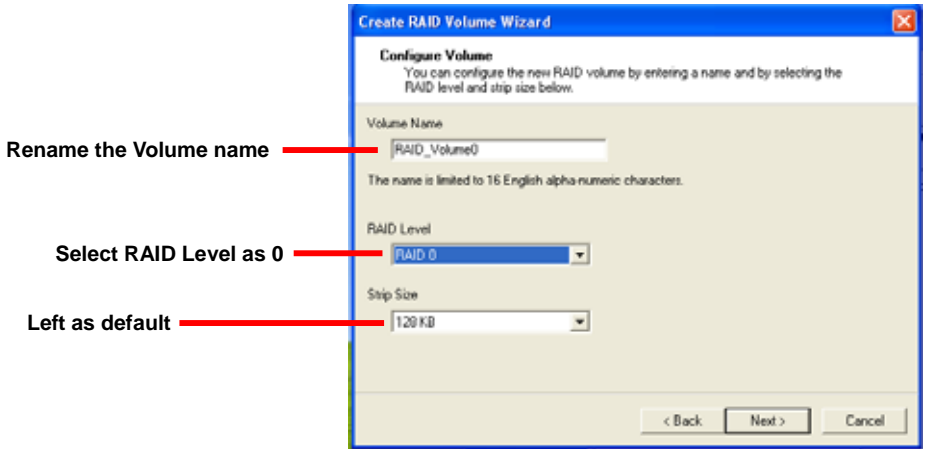 Create RAID Volume Wizard
Configure Volume
You can configure the new RAID volume by entering a name and by selecting the
RAID level and strip size below.
Volume Name
Rename the Volume name
RAID_Volume0
The name is limited to 16 English alpha-numeric characters.
RAID Level
Select RAID Level as 0
RAID 0
Strip Size
Left as default
128 KB
< Back
Next >
Cancel